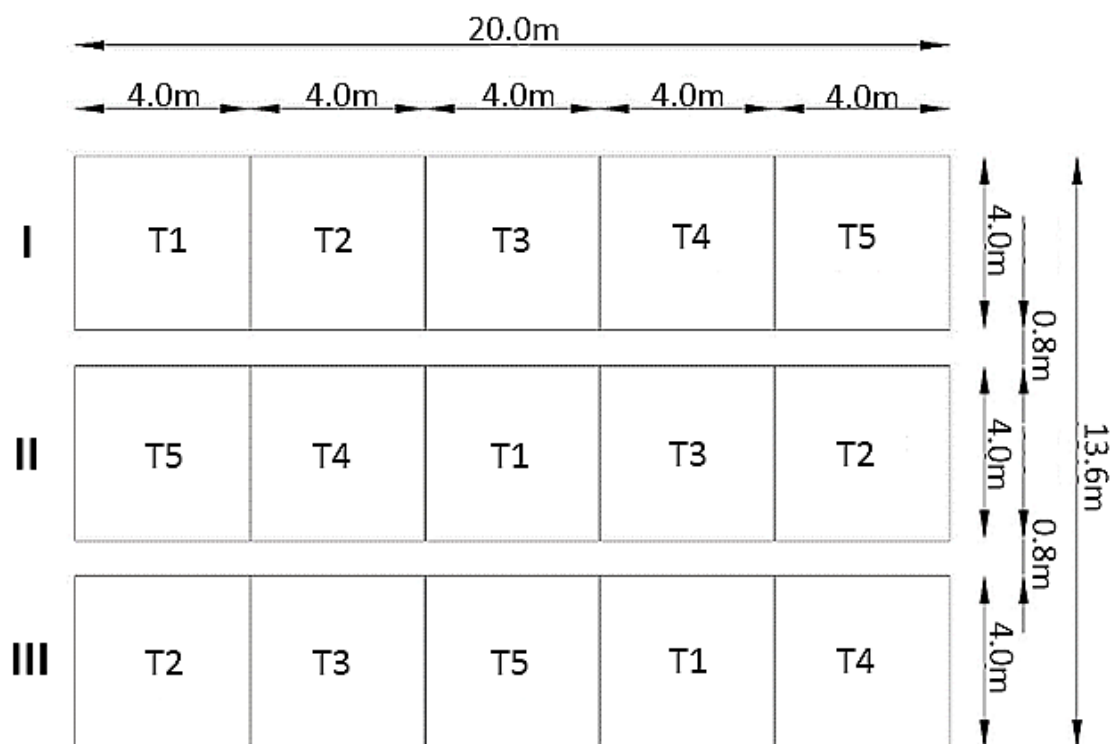 20.0m
4.0m 4.0m 4.0m 4.0m 4.0m
I T1 T2 T3 T4 T5 4.0m
0.8m
II T5 T4 T1 T3 T2 4.0m 13.6m
0.8m
III T2 T3 T5 T1 T4 4.0m